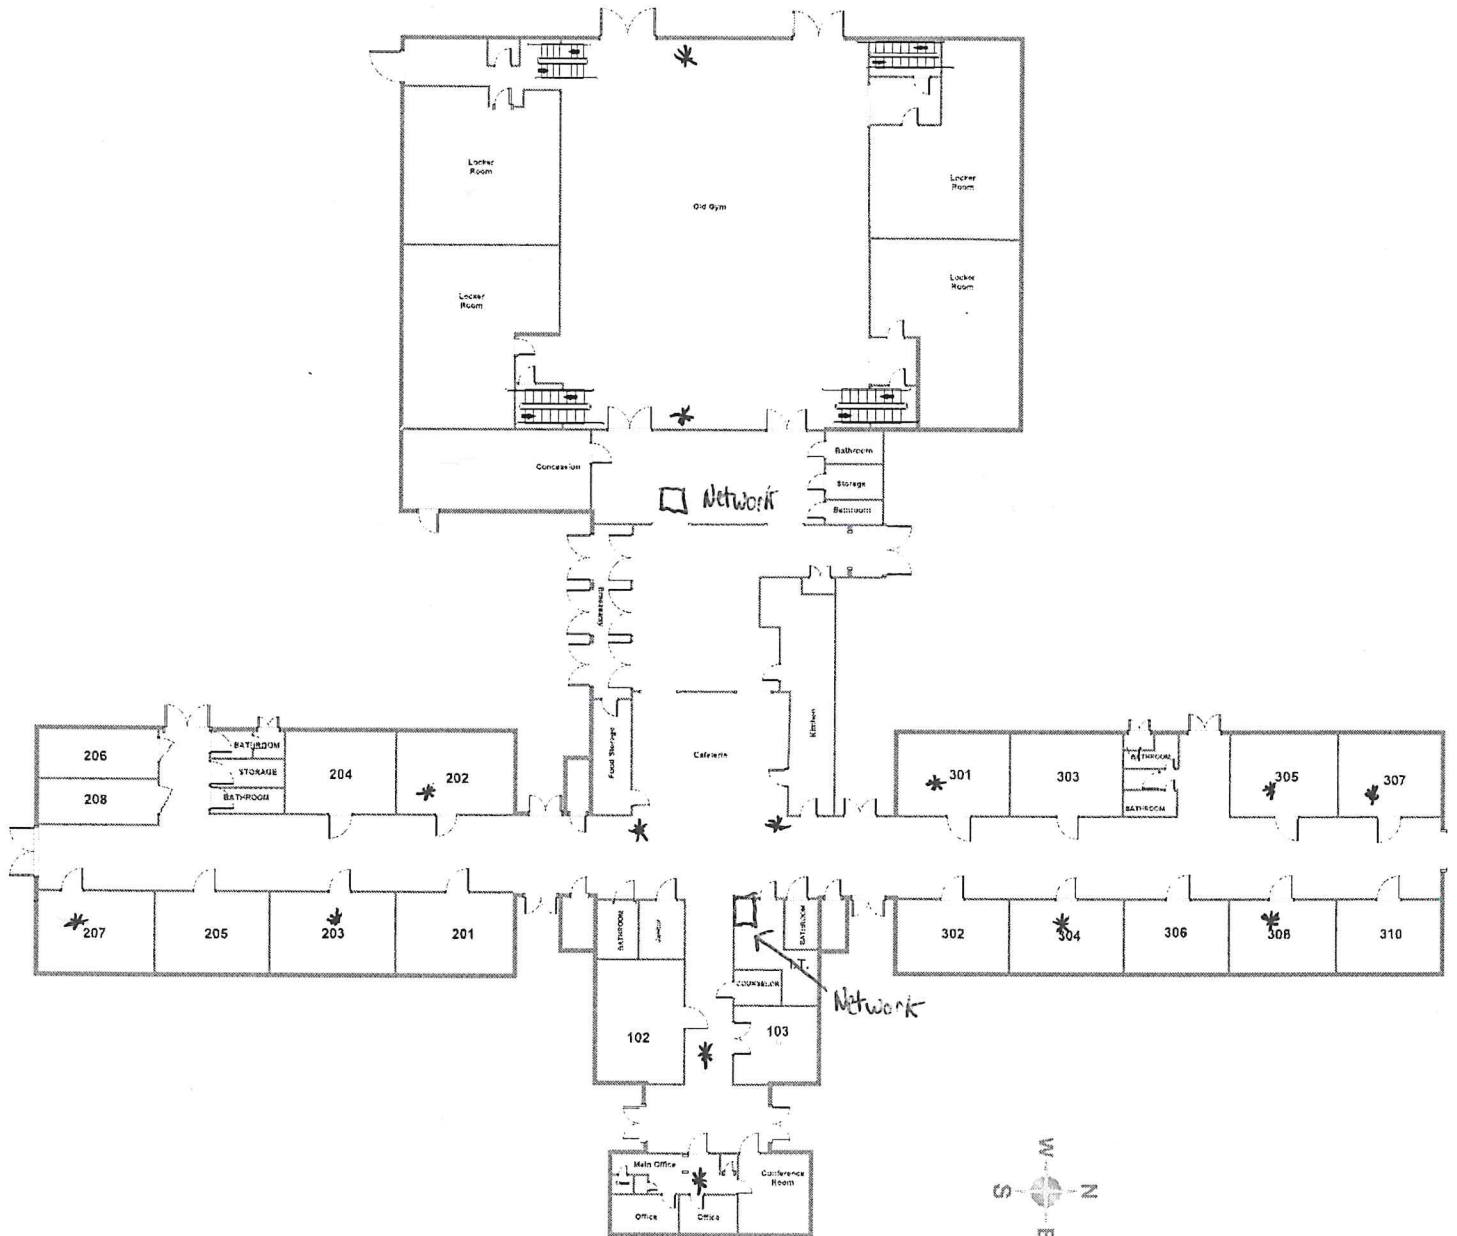 Locker
Room
Locker
Room
Old Gym
Locker
Room
Locker
Room
Concession
Bathroom
Storage
Bathroom
Network
Kitchen
Food Storage
Cafeteria
206
208
BATHROOM
STORAGE
BATHROOM
204
202
301
303
BATHROOM
BATHROOM
305
307
207
205
203
201
BATHROOM
BATHROOM
I.T.
COUNSELOR
302
304
306
308
310
Network
102
103
Main Office
Conference
Room
Office
Office
W
S
N
E